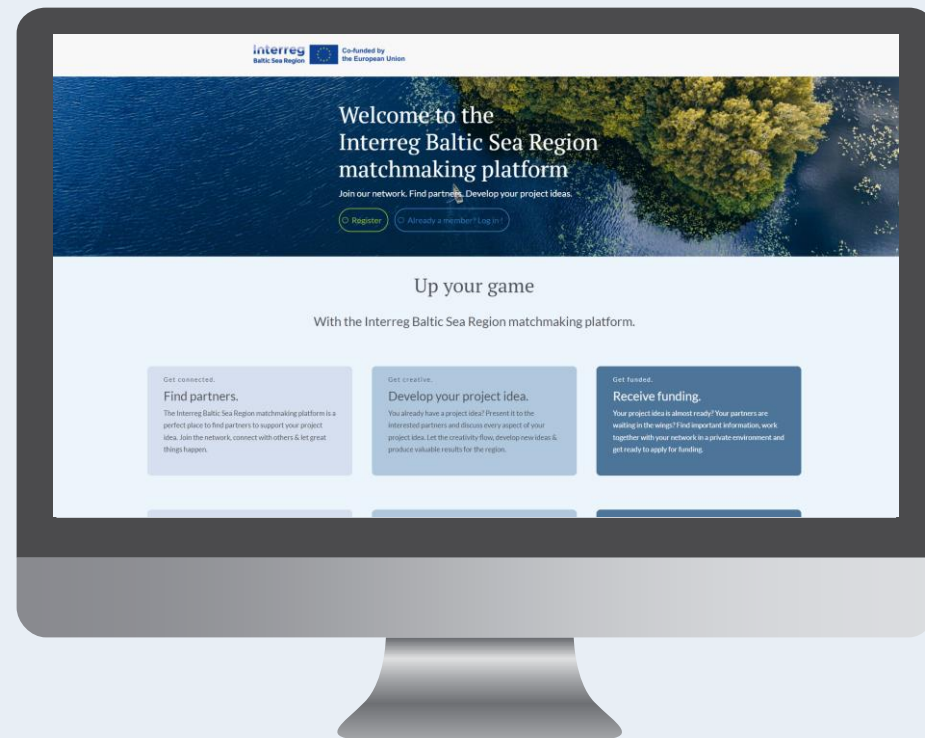 Interreg
Baltic Sea Region
Co-funded by
the European Union
Welcome to the
Interreg Baltic Sea Region
matchmaking platform
Join our network. Find partners. Develop your project ideas.
Register
Already a member? Log in !
Up your game
With the Interreg Baltic Sea Region matchmaking platform.
Get connected.
Find partners.
The Interreg Baltic Sea Region matchmaking platform is a
perfect place to find partners to support your project
idea. Join the network, connect with others & let great
things happen.
Get creative.
Develop your project idea.
You already have a project idea? Present it to the
interested partners and discuss every aspect of your
project idea. Let the creativity flow, develop new ideas &
produce valuable results for the region.
Get funded.
Receive funding.
Your project idea is almost ready? Your partners are
waiting in the wings? Find important information, work
together with your network in a private environment and
get ready to apply for funding.